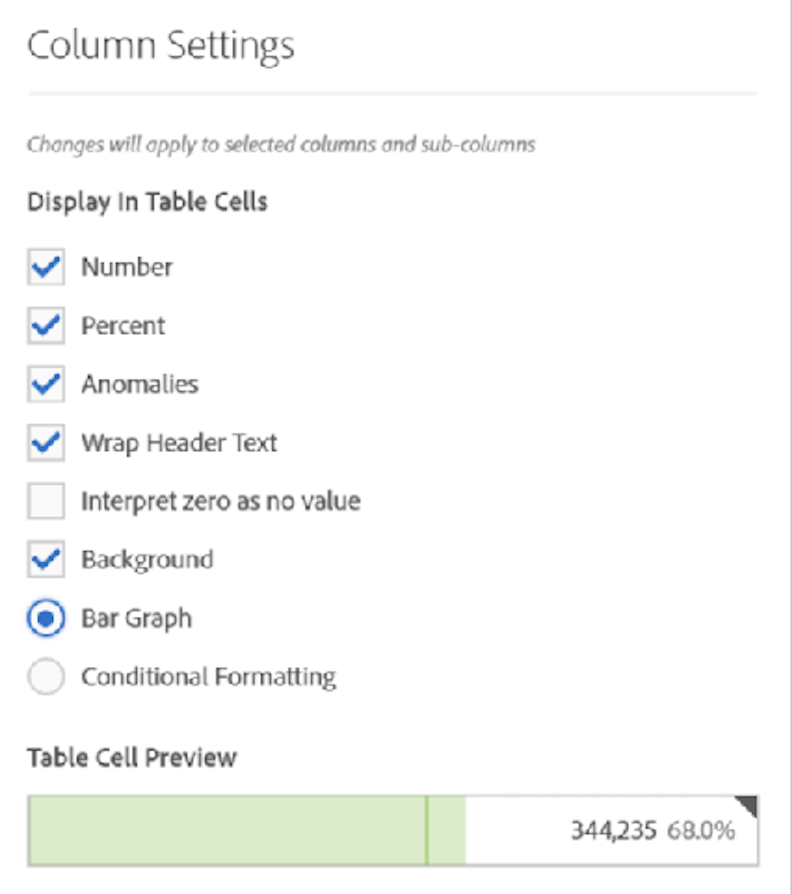 Column Settings
Changes will apply to selected columns and sub-columns
Display In Table Cells
Number
Percent
Anomalies
Wrap Header Text
Interpret zero as no value
Background
Bar Graph
Conditional Formatting
Table Cell Preview
344,235 68.0%